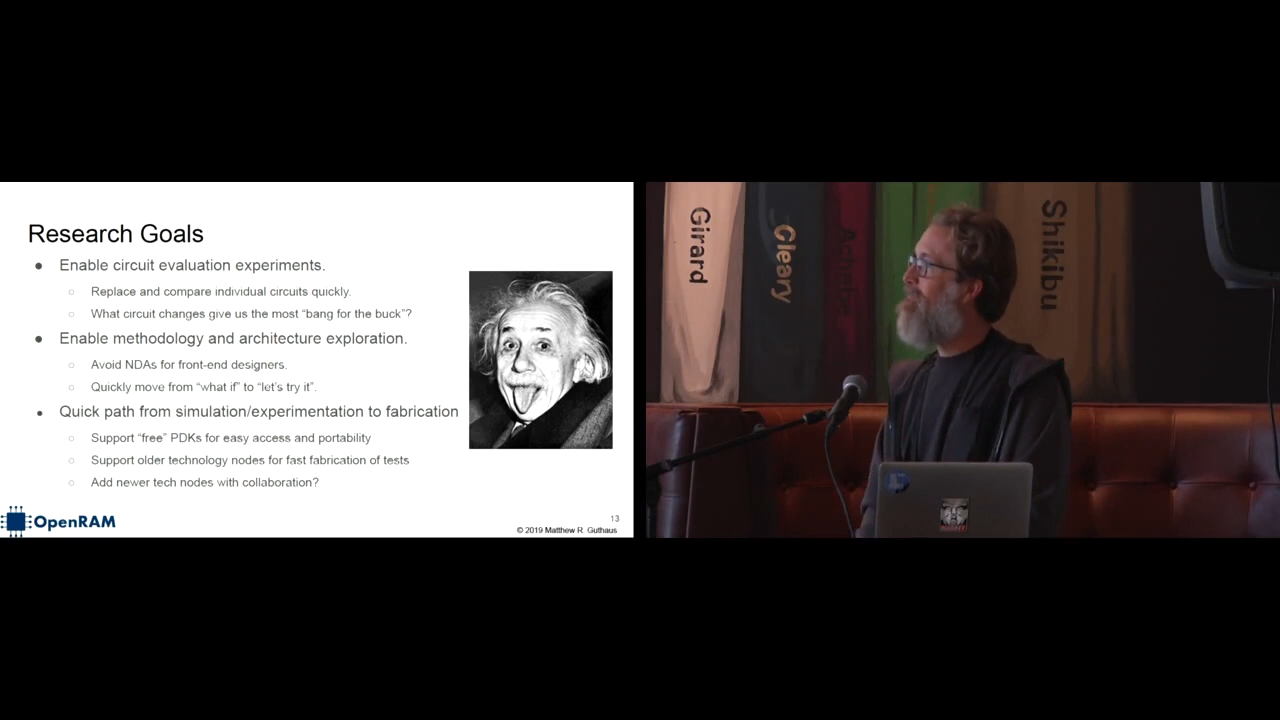 Research Goals
● Enable circuit evaluation experiments.
○ Replace and compare individual circuits quickly.
○ What circuit changes give us the most “bang for the buck”?
● Enable methodology and architecture exploration.
○ Avoid NDAs for front-end designers.
○ Quickly move from “what if” to “let’s try it”.
● Quick path from simulation/experimentation to fabrication
○ Support “free” PDKs for easy access and portability
○ Support older technology nodes for fast fabrication of tests
○ Add newer tech nodes with collaboration?
OpenRAM
13
© 2019 Matthew R. Guthaus
Girard
Cleary
Shikibu